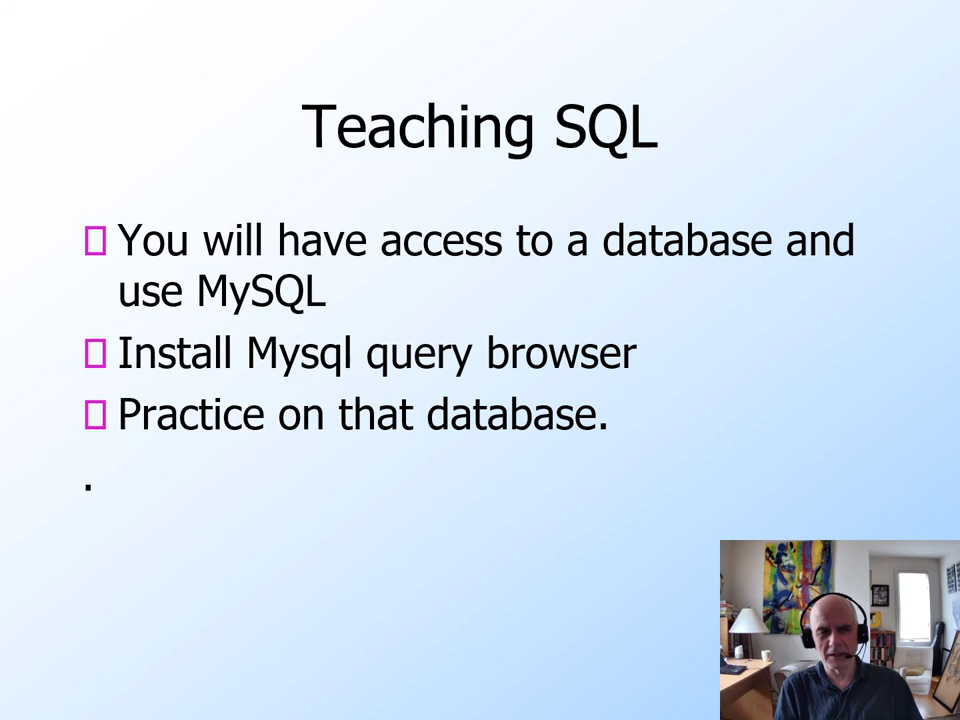 Teaching SQL
You will have access to a database and
use MySQL
Install Mysql query browser
Practice on that database.
.